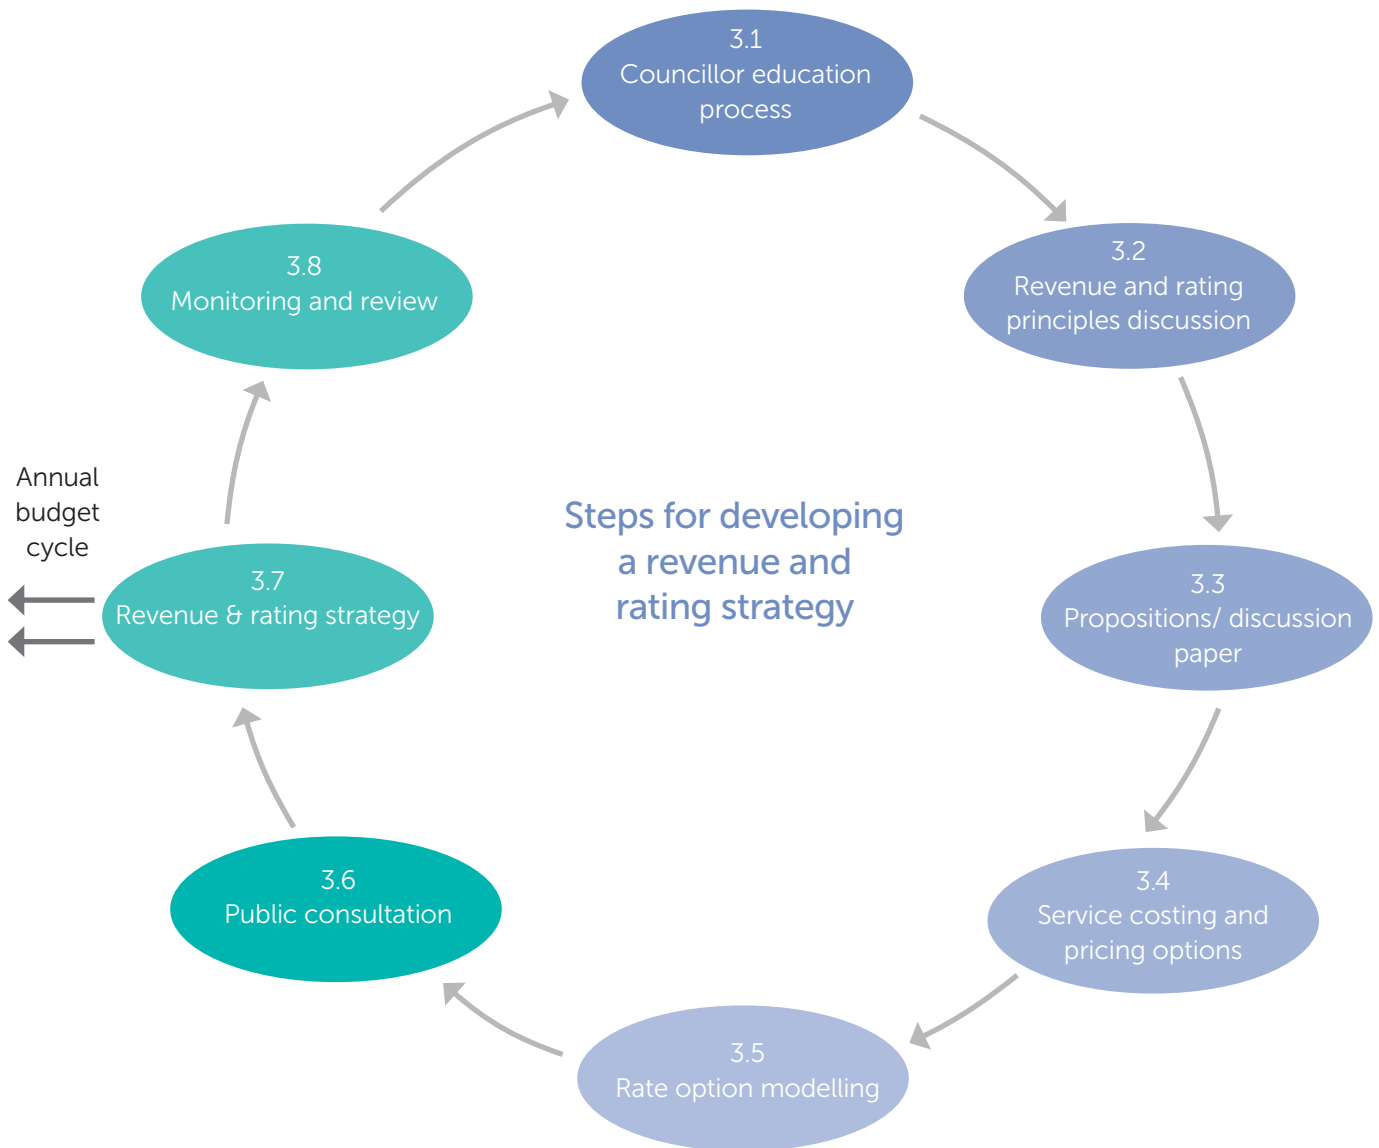 3.1
Councillor education
process
3.2
Revenue and rating
principles discussion
3.3
Propositions/ discussion
paper
3.4
Service costing and
pricing options
3.5
Rate option modelling
3.6
Public consultation
3.7
Revenue & rating strategy
3.8
Monitoring and review
Annual
budget
cycle
Steps for developing
a revenue and
rating strategy